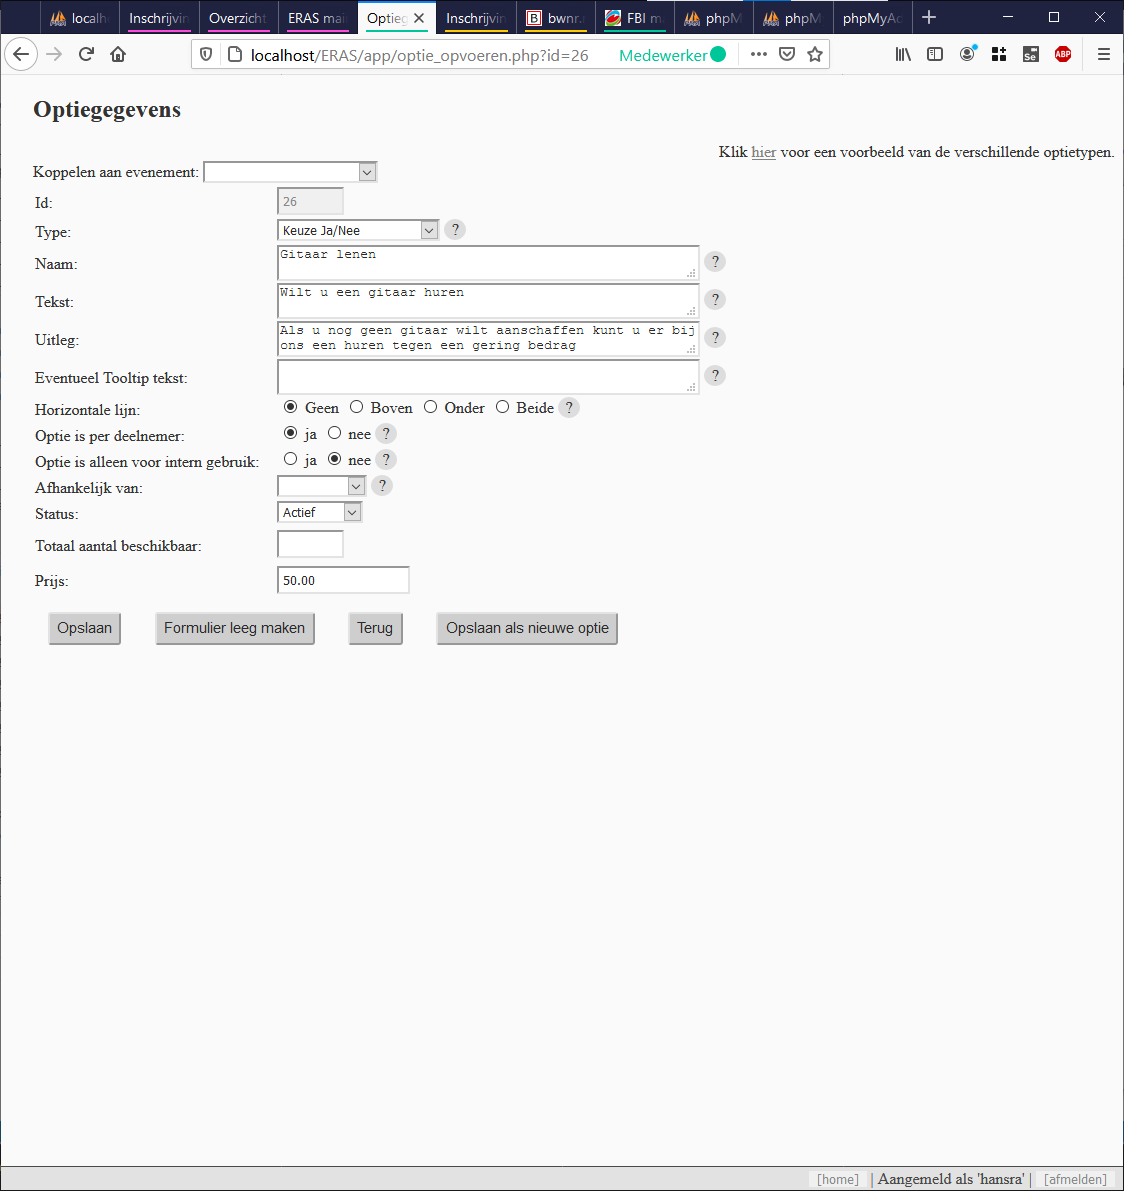 localh Inschrijvin Overzicht ERAS mai Optieg Inschrijvin bwnr. FBI m phpM phpM phpMyAd
localhost/ERAS/app/optie_opvoeren.php?id=26 Medewerker
Optiegegevens
Klik hier voor een voorbeeld van de verschillende optietypen.
Koppelen aan evenement:
Id: 26
Type: Keuze Ja/Nee ?
Naam: Gitaar lenen ?
Tekst: Wilt u een gitaar huren ?
Uitleg: Als u nog geen gitaar wilt aanschaffen kunt u er bij
ons een huren tegen een gering bedrag ?
Eventueel Tooltip tekst: ?
Horizontale lijn: Geen Boven Onder Beide ?
Optie is per deelnemer: ja nee ?
Optie is alleen voor intern gebruik: ja nee ?
Afhankelijk van: ?
Status: Actief
Totaal aantal beschikbaar:
Prijs: 50.00
Opslaan Formulier leeg maken Terug Opslaan als nieuwe optie
[home] | Aangemeld als 'hansra' | [afmelden]